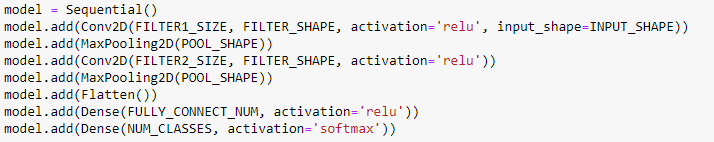 model = Sequential()
model.add(Conv2D(FILTER1_SIZE, FILTER_SHAPE, activation='relu', input_shape=INPUT_SHAPE))
model.add(MaxPooling2D(POOL_SHAPE))
model.add(Conv2D(FILTER2_SIZE, FILTER_SHAPE, activation='relu'))
model.add(MaxPooling2D(POOL_SHAPE))
model.add(Flatten())
model.add(Dense(FULLY_CONNECT_NUM, activation='relu'))
model.add(Dense(NUM_CLASSES, activation='softmax'))